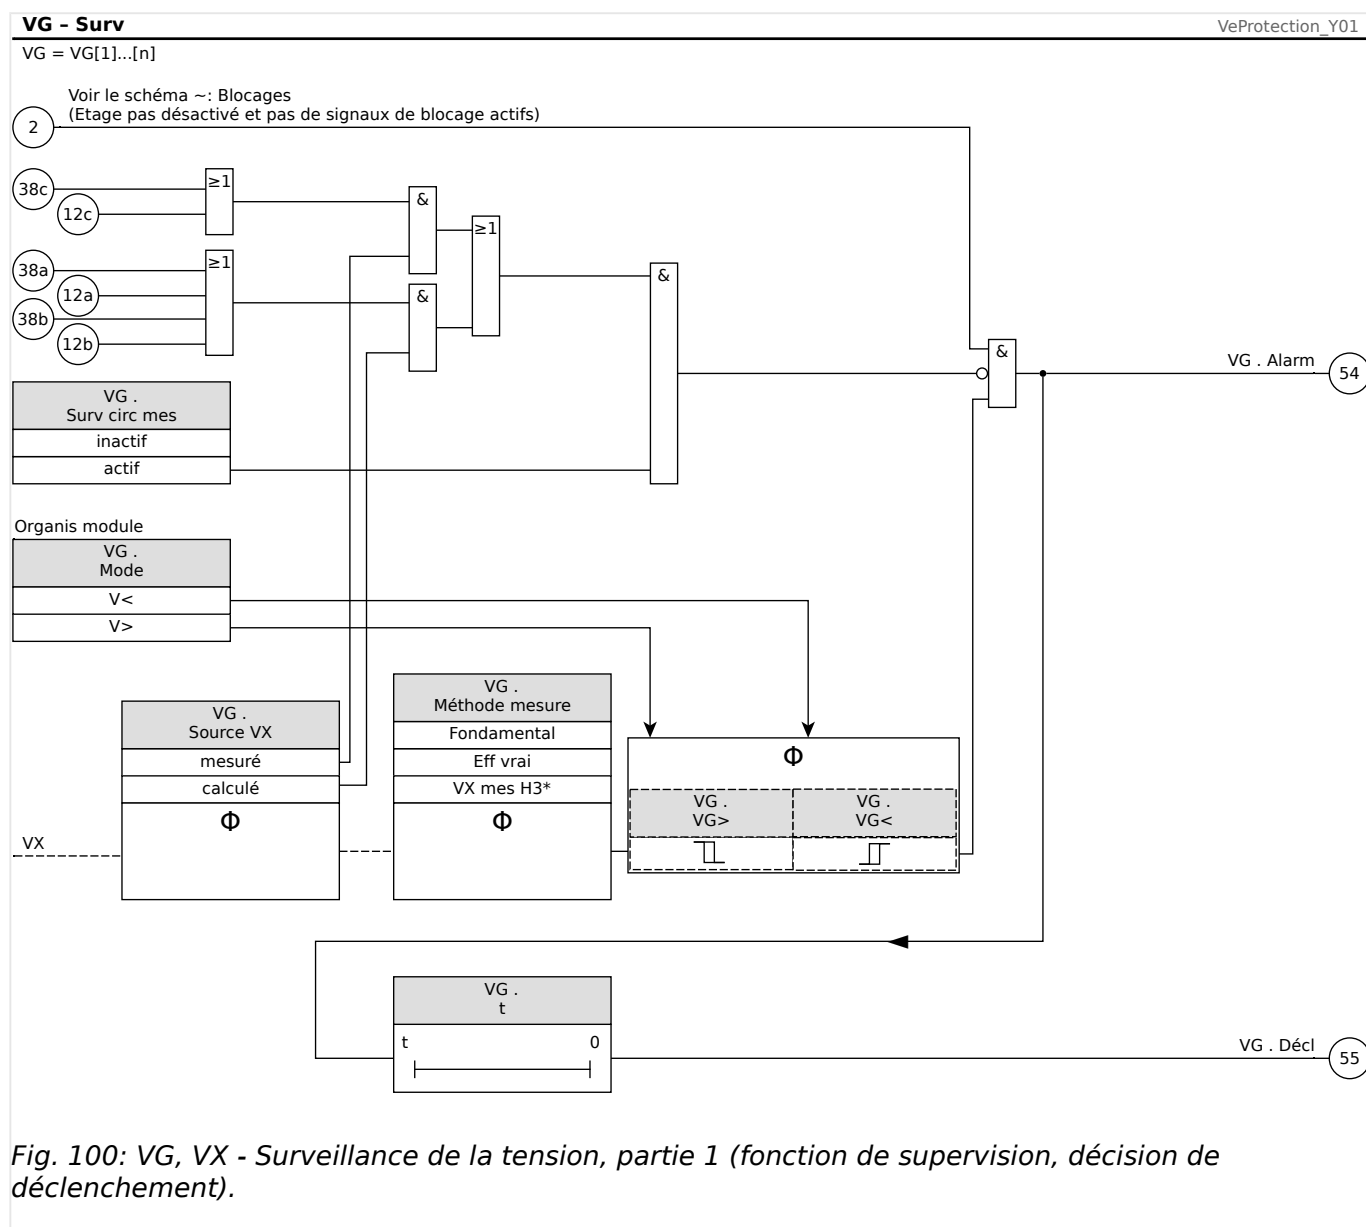 VG – Surv
VeProtection_Y01
VG = VG[1]...[n]
Voir le schéma ~: Blocages
(Etage pas désactivé et pas de signaux de blocage actifs)
2
38c
≥1
12c
&
≥1
38a
≥1
12a
38b
12b
&
&
&
VG . Alarm
54
VG .
Surv circ mes
inactif
actif
Organis module
VG .
Mode
V<
V>
VG .
Source VX
mesuré
calculé
Φ
VX
VG .
Méthode mesure
Fondamental
Eff vrai
VX mes H3*
Φ
Φ
VG .
VG>
VG .
VG<
VG .
t
t 0
VG . Décl
55
Fig. 100: VG, VX - Surveillance de la tension, partie 1 (fonction de supervision, décision de
déclenchement).